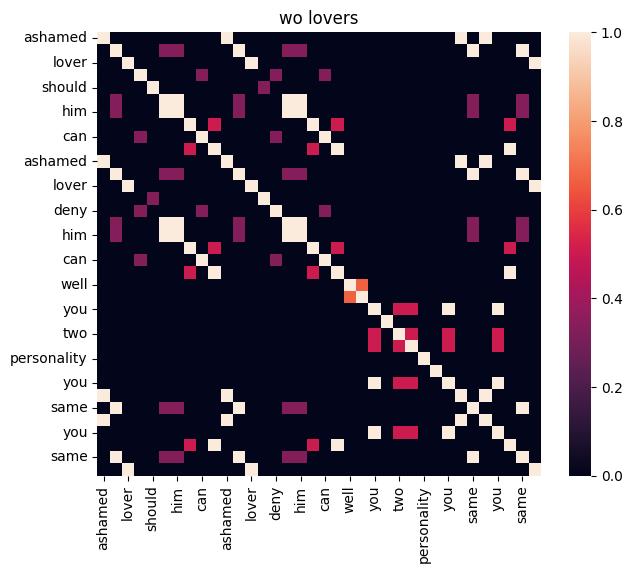 wo lovers
ashamed
lover
should
him
can
ashamed
lover
deny
him
can
well
you
two
personality
you
same
you
same
1.0
0.8
0.6
0.4
0.2
0.0
ashamed
lover
should
him
can
ashamed
lover
deny
him
can
well
you
two
personality
you
same
you
same